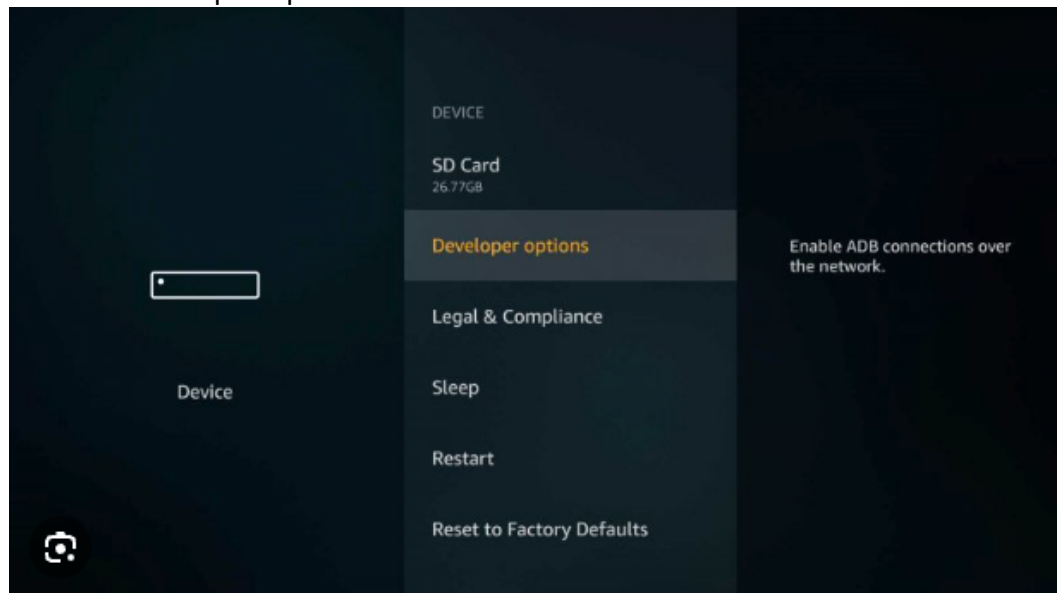 DEVICE
SD Card
26.77GB
Developer options
Enable ADB connections over
the network.
Legal & Compliance
Device
Sleep
Restart
Reset to Factory Defaults